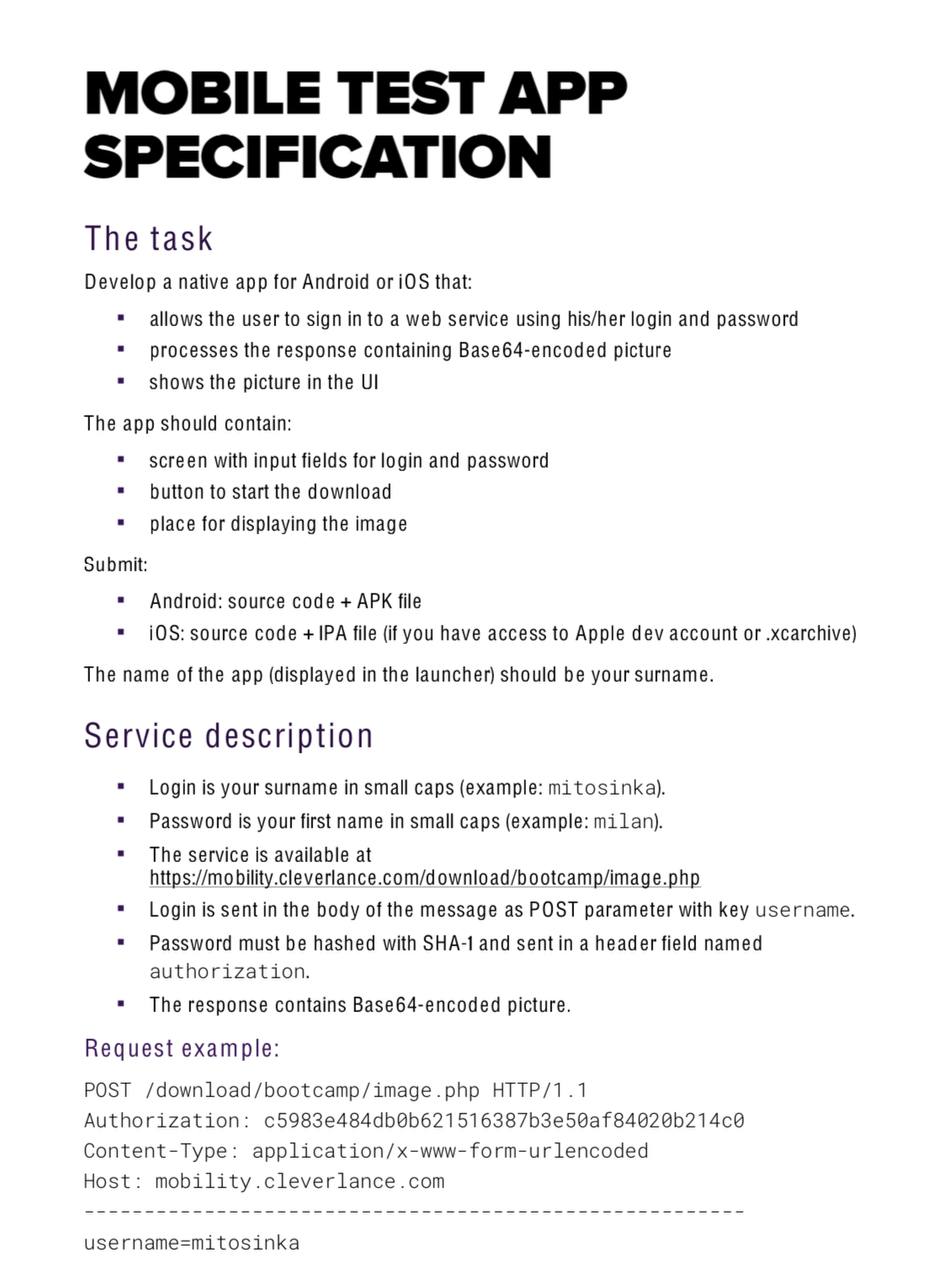 MOBILE TEST APP
SPECIFICATION
The task
Develop a native app for Android or iOS that:
▪ allows the user to sign in to a web service using his/her login and password
▪ processes the response containing Base64-encoded picture
▪ shows the picture in the UI
The app should contain:
▪ screen with input fields for login and password
▪ button to start the download
▪ place for displaying the image
Submit:
▪ Android: source code + APK file
▪ iOS: source code + IPA file (if you have access to Apple dev account or .xcarchive)
The name of the app (displayed in the launcher) should be your surname.
Service description
▪ Login is your surname in small caps (example: mitosinka).
▪ Password is your first name in small caps (example: milan).
▪ The service is available at
https://mobility.cleverlance.com/download/bootcamp/image.php
▪ Login is sent in the body of the message as POST parameter with key username.
▪ Password must be hashed with SHA-1 and sent in a header field named
authorization.
▪ The response contains Base64-encoded picture.
Request example:
POST /download/bootcamp/image.php HTTP/1.1
Authorization: c5983e484db0b621516387b3e50af84020b214c0
Content-Type: application/x-www-form-urlencoded
Host: mobility.cleverlance.com
-------------------------------------------------------
username=mitosinka